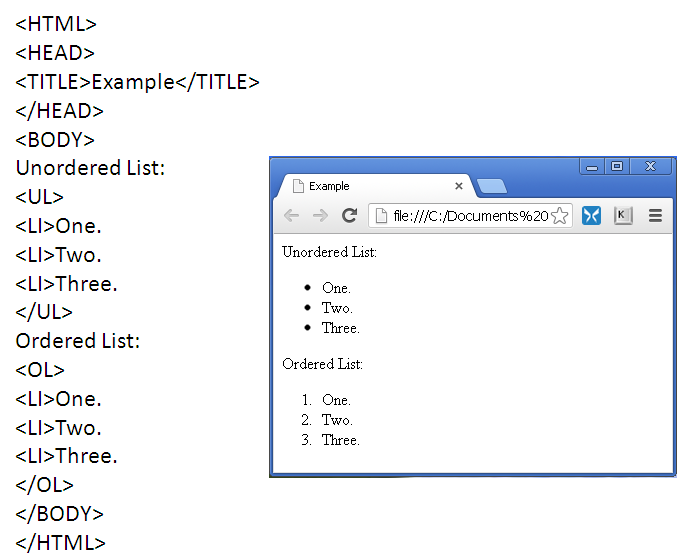 <HTML>
<HEAD>
<TITLE>Example</TITLE>
</HEAD>
<BODY>
Unordered List:
<UL>
<LI>One.
<LI>Two.
<LI>Three.
</UL>
Ordered List:
<OL>
<LI>One.
<LI>Two.
<LI>Three.
</OL>
</BODY>
</HTML>
Example
file:///C:/Documents%20
K
Unordered List:
• One.
• Two.
• Three.
Ordered List:
1. One.
2. Two.
3. Three.